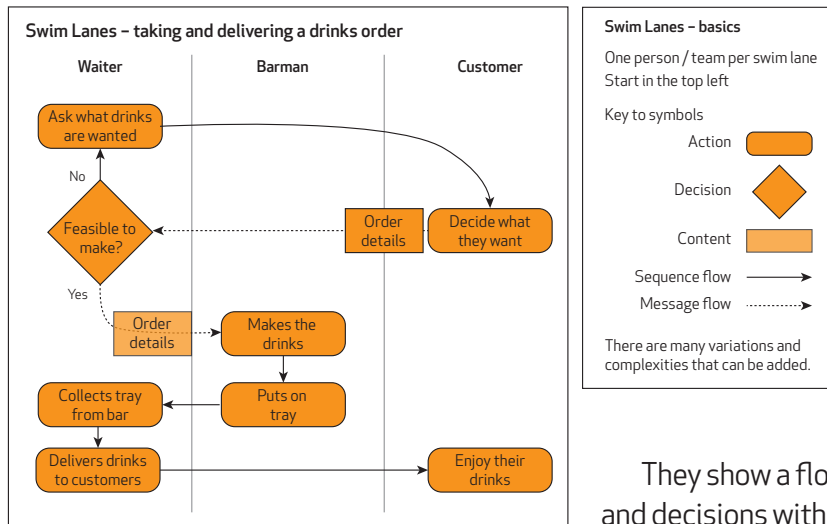 Swim Lanes – taking and delivering a drinks order
Waiter
Barman
Customer
Ask what drinks
are wanted
No
Feasible to
make?
Order
details
Decide what
they want
Yes
Order
details
Makes the
drinks
Collects tray
from bar
Puts on
tray
Delivers drinks
to customers
Enjoy their
drinks
Swim Lanes – basics
One person / team per swim lane
Start in the top left
Key to symbols
Action
Decision
Content
Sequence flow
Message flow
There are many variations and
complexities that can be added.
They show a flo
and decisions with